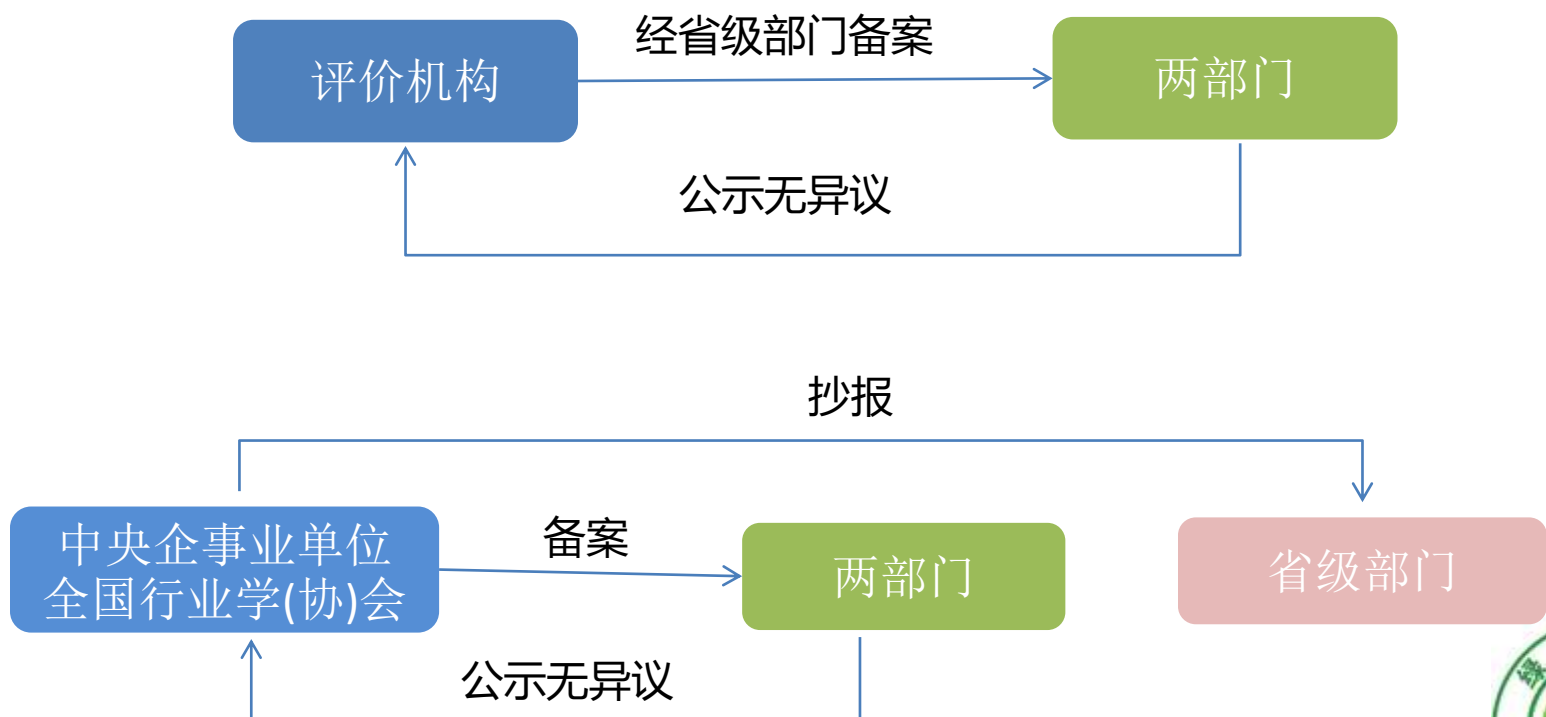 经省级部门备案
评价机构
两部门
公示无异议
抄报
中央企事业单位
全国行业学(协)会
备案
两部门
省级部门
公示无异议
绿